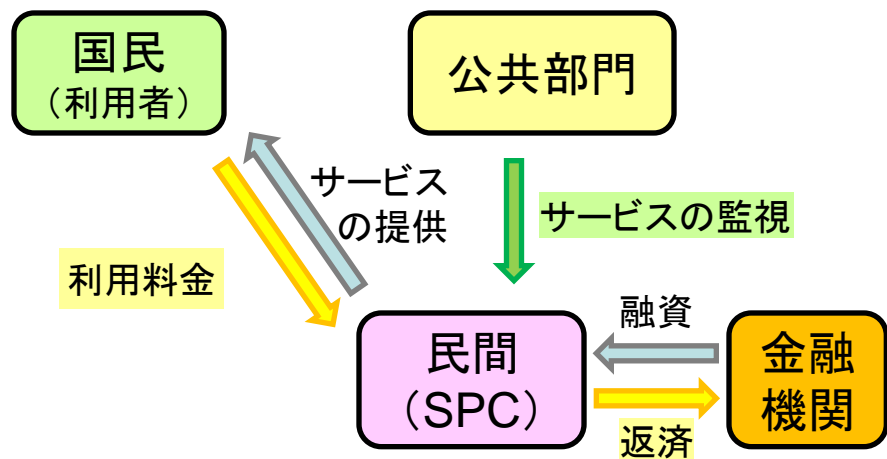 国民
（利用者）
公共部門
サービス
の提供
サービスの監視
利用料金
融資
民間
（SPC）
金融
機関
返済